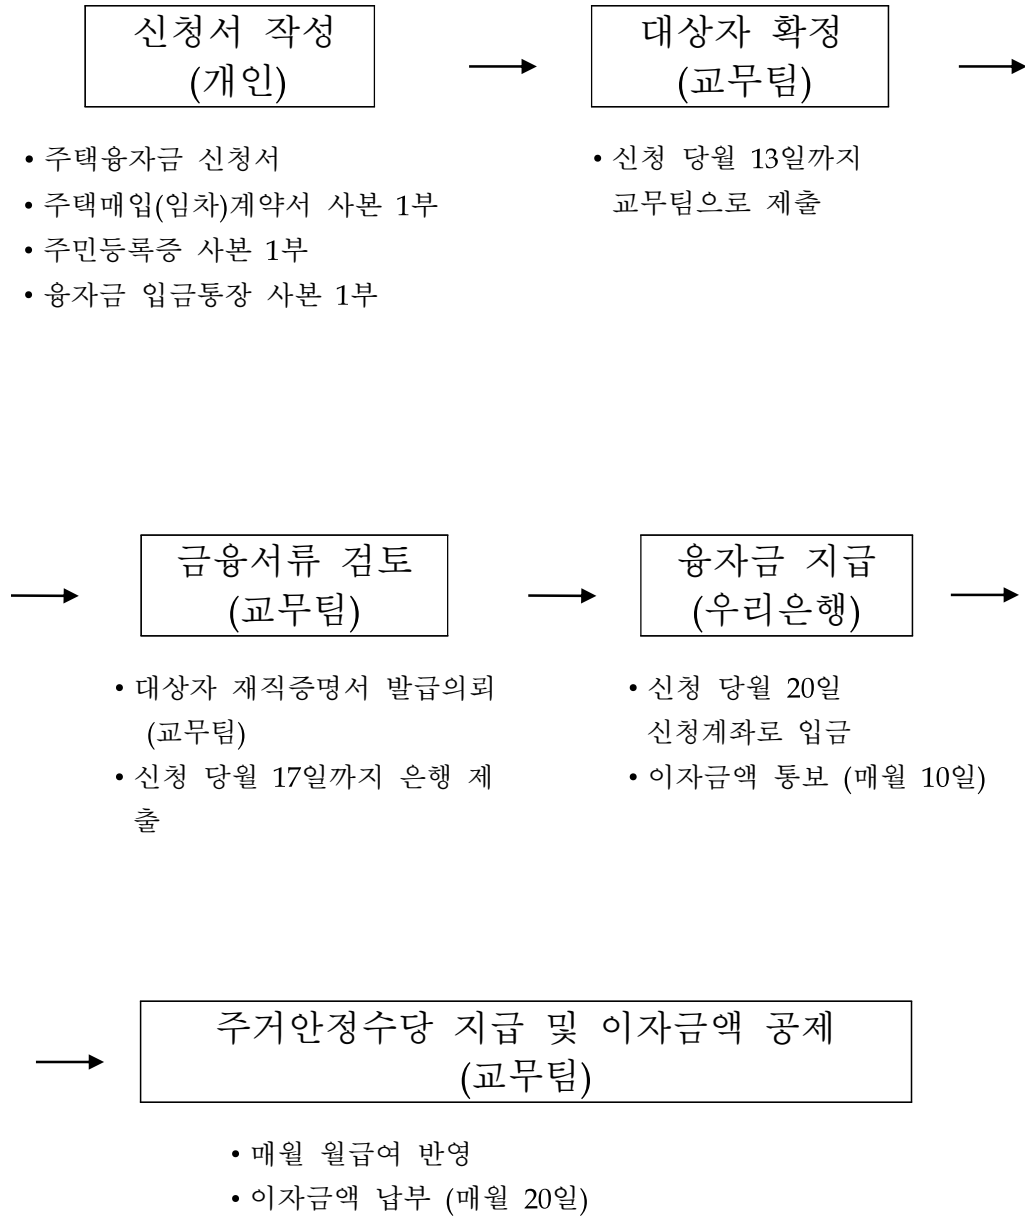 신청서 작성
(개인)
대상자 확정
(교무팀)
• 주택융자금 신청서
• 주택매입(임차)계약서 사본 1부
• 주민등록증 사본 1부
• 융자금 입금통장 사본 1부
• 신청 당월 13일까지
교무팀으로 제출
금융서류 검토
(교무팀)
융자금 지급
(우리은행)
• 대상자 재직증명서 발급의뢰
(교무팀)
• 신청 당월 17일까지 은행 제
출
• 신청 당월 20일
신청계좌로 입금
• 이자금액 통보 (매월 10일)
주거안정수당 지급 및 이자금액 공제
(교무팀)
• 매월 월급여 반영
• 이자금액 납부 (매월 20일)